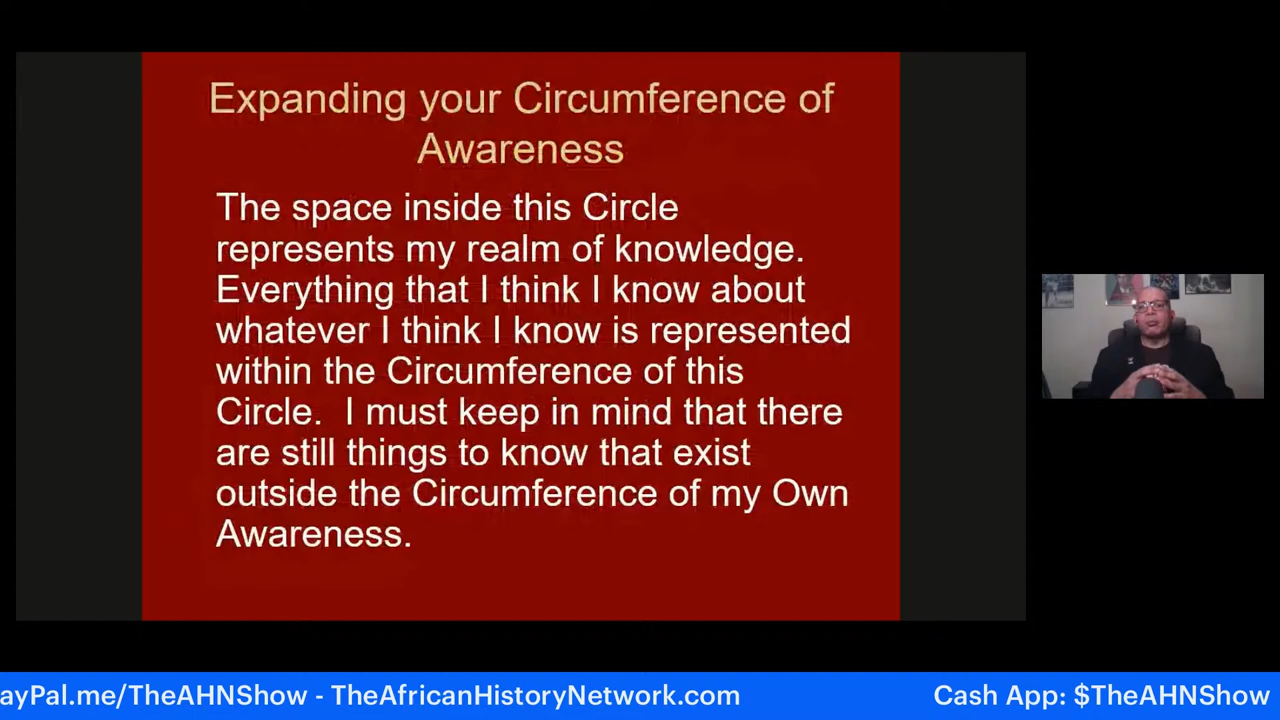 Expanding your Circumference of
Awareness
The space inside this Circle
represents my realm of knowledge.
Everything that I think I know about
whatever I think I know is represented
within the Circumference of this
Circle. I must keep in mind that there
are still things to know that exist
outside the Circumference of my Own
Awareness.
ayPal.me/TheAHNShow - TheAfricanHistoryNetwork.com
Cash App: $TheAHNShow